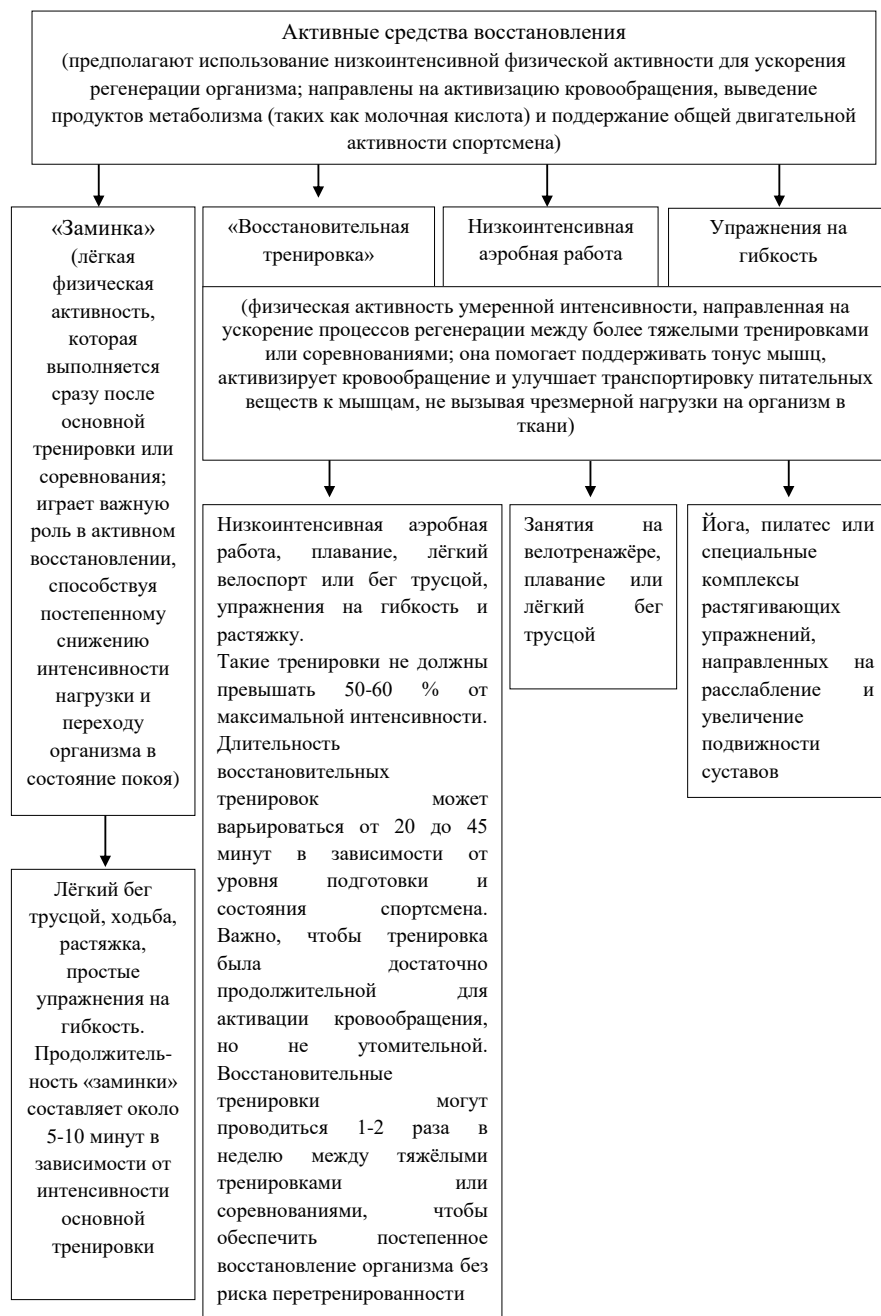 Активные средства восстановления
(предполагают использование низкоинтенсивной физической активности для ускорения
регенерации организма; направлены на активизацию кровообращения, выведение
продуктов метаболизма (таких как молочная кислота) и поддержание общей двигательной
активности спортсмена)
«Заминка»
(лёгкая
физическая
активность,
которая
выполняется
сразу после
основной
тренировки или
соревнования;
играет важную
роль в активном
восстановлении,
способствуя
постепенному
снижению
интенсивности
нагрузки и
переходу
организма в
состояние покоя)
Лёгкий бег
трусцой, ходьба,
растяжка,
простые
упражнения на
гибкость.
Продолжитель-
ность «заминки»
составляет около
5-10 минут в
зависимости от
интенсивности
основной
тренировки
«Восстановительная
тренировка»
Низкоинтенсивная
аэробная работа
Упражнения на
гибкость
(физическая активность умеренной интенсивности, направленная на
ускорение процессов регенерации между более тяжелыми тренировками
или соревнованиями; она помогает поддерживать тонус мышц,
активизирует кровообращение и улучшает транспортировку питательных
веществ к мышцам, не вызывая чрезмерной нагрузки на организм в
ткани)
Низкоинтенсивная аэробная
работа, плавание, лёгкий
велоспорт или бег трусцой,
упражнения на гибкость и
растяжку.
Такие тренировки не должны
превышать 50-60 % от
максимальной интенсивности.
Длительность
восстановительных
тренировок может
варьироваться от 20 до 45
минут в зависимости от
уровня подготовки и
состояния спортсмена.
Важно, чтобы тренировка
была достаточно
продолжительной для
активации кровообращения,
но не утомительной.
Восстановительные
тренировки могут
проводиться 1-2 раза в
неделю между тяжёлыми
тренировками или
соревнованиями, чтобы
обеспечить постепенное
восстановление организма без
риска перетренированности
Занятия на
велотренажёре,
плавание или
лёгкий бег
трусцой
Йога, пилатес или
специальные
комплексы
растягивающих
упражнений,
направленных на
расслабление и
увеличение
подвижности
суставов